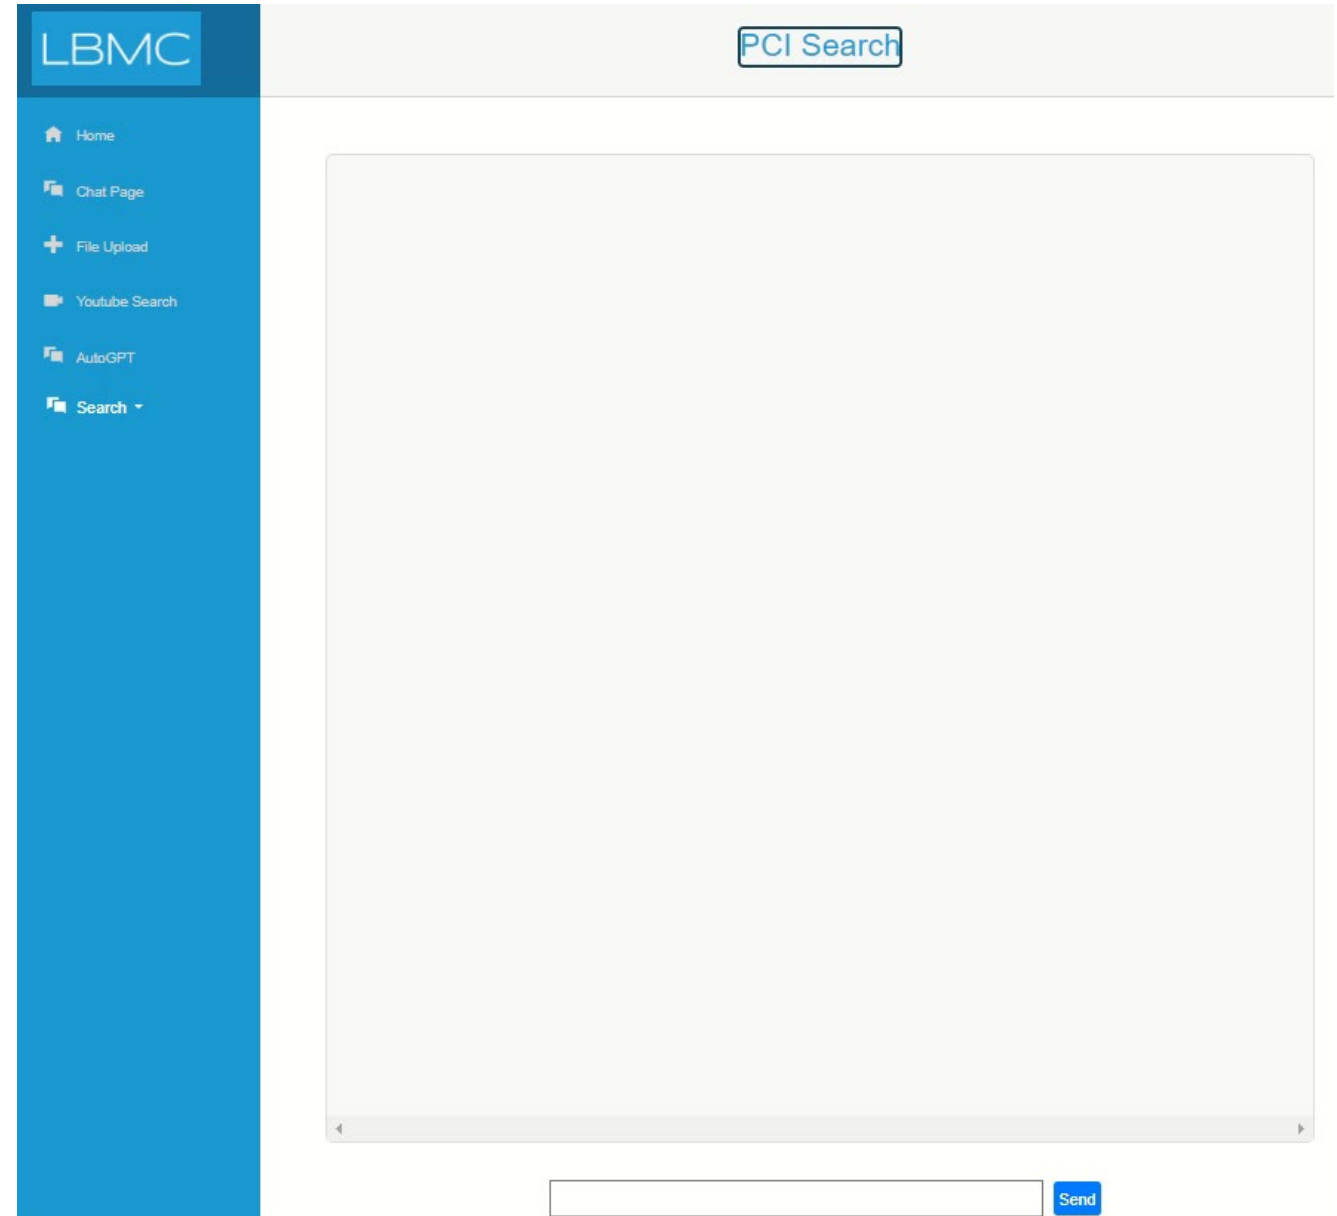 LBMC
PCI Search
Home
Chat Page
File Upload
Youtube Search
AutoGPT
Search
Send